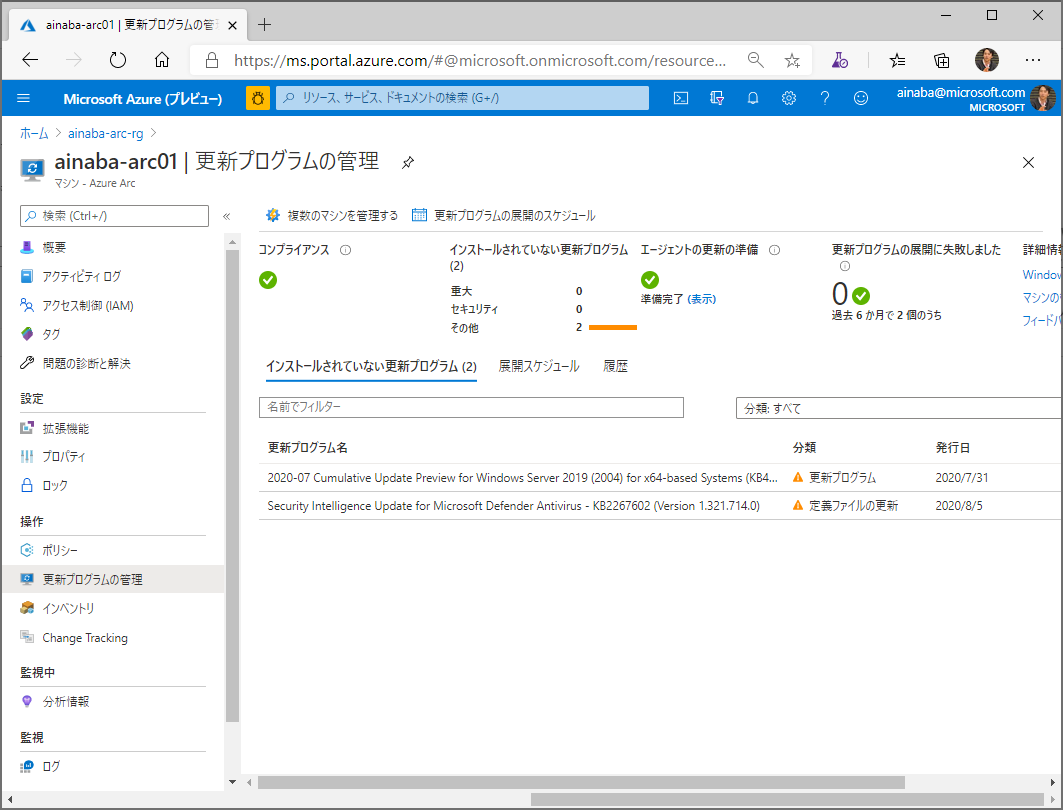 ainaba-arc01 | 更新プログラムの管
https://ms.portal.azure.com/#@microsoft.onmicrosoft.com/resource...
Microsoft Azure (プレビュー)
リソース、サービス、ドキュメントの検索 (G+/)
ainaba@microsoft.com
MICROSOFT
ホーム > ainaba-arc-rg >
ainaba-arc01 | 更新プログラムの管理
マシン - Azure Arc
検索 (Ctrl+/)
概要
アクティビティ ログ
アクセス制御 (IAM)
タグ
問題の診断と解決
設定
拡張機能
プロパティ
ロック
操作
ポリシー
更新プログラムの管理
インベントリ
Change Tracking
監視中
分析情報
監視
ログ
複数のマシンを管理する
更新プログラムの展開のスケジュール
コンプライアンス
インストールされていない更新プログラム
(2)
重大 0
セキュリティ 0
その他 2
エージェントの更新の準備
準備完了 (表示)
更新プログラムの展開に失敗しました
0
過去 6 か月で 2 個のうち
詳細情
Window
マシンの
フィードバ
インストールされていない更新プログラム (2)
展開スケジュール
履歴
名前でフィルター
分類: すべて
更新プログラム名 分類 発行日
2020-07 Cumulative Update Preview for Windows Server 2019 (2004) for x64-based Systems (KB4... 更新プログラム 2020/7/31
Security Intelligence Update for Microsoft Defender Antivirus - KB2267602 (Version 1.321.714.0) 定義ファイルの更新 2020/8/5